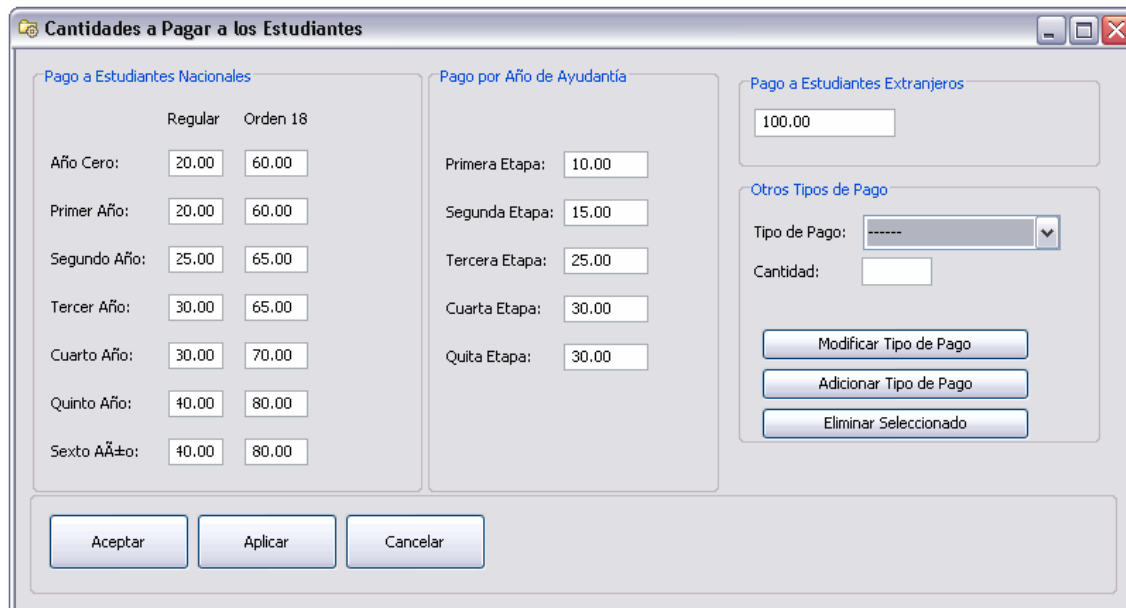 Cantidades a Pagar a los Estudiantes
Pago a Estudiantes Nacionales
Regular Orden 18
Año Cero: 20.00 60.00
Primer Año: 20.00 60.00
Segundo Año: 25.00 65.00
Tercer Año: 30.00 65.00
Cuarto Año: 30.00 70.00
Quinto Año: 40.00 80.00
Sexto AÃ±o: 40.00 80.00
Pago por Año de Ayudantía
Primera Etapa: 10.00
Segunda Etapa: 15.00
Tercera Etapa: 25.00
Cuarta Etapa: 30.00
Quita Etapa: 30.00
Pago a Estudiantes Extranjeros
100.00
Otros Tipos de Pago
Tipo de Pago: ------
Cantidad:
Modificar Tipo de Pago
Adicionar Tipo de Pago
Eliminar Seleccionado
Aceptar Aplicar Cancelar